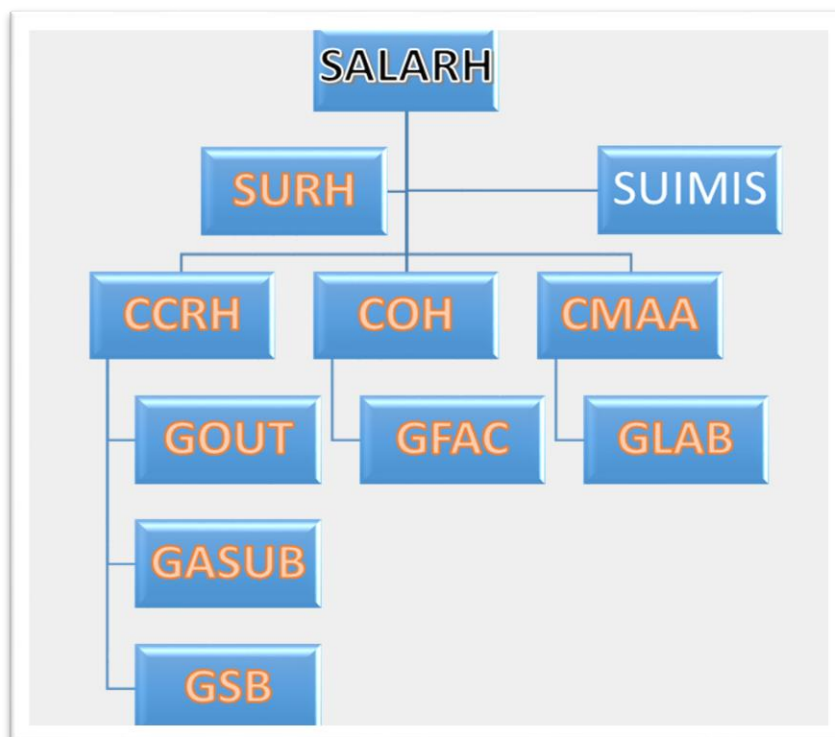 SALARH
SURH
SUIMIS
CCRH
COH
CMAA
GOUT
GFAC
GLAB
GASUB
GSB